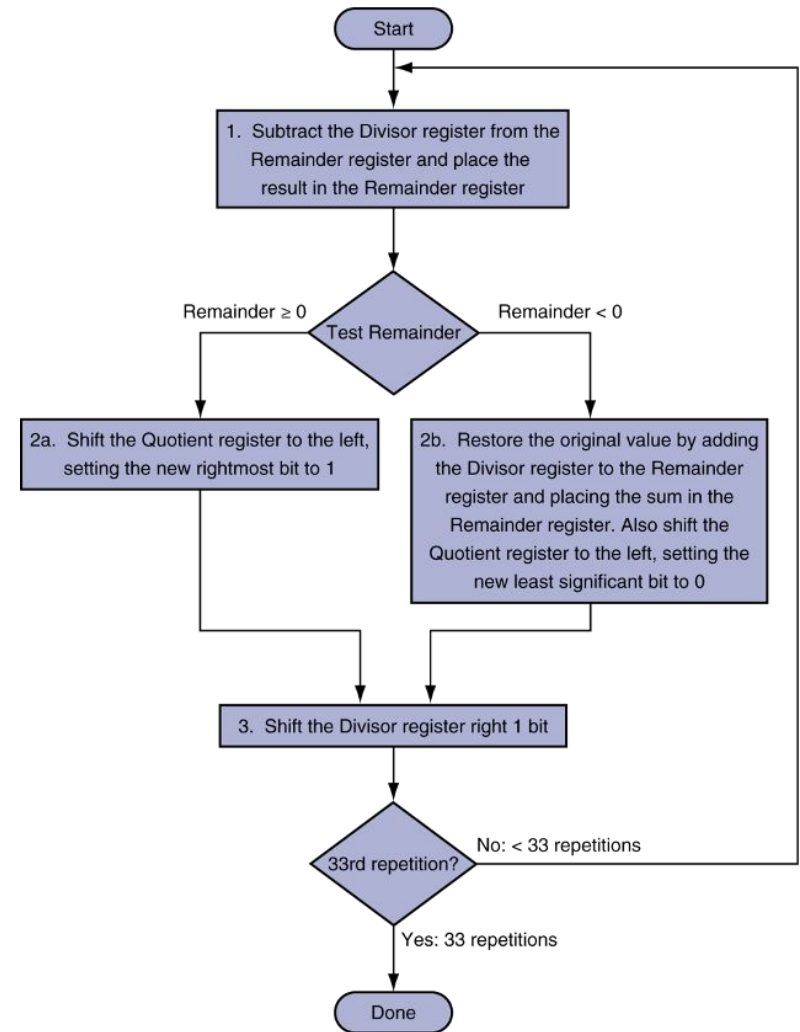 Start
1. Subtract the Divisor register from the
Remainder register and place the
result in the Remainder register
Remainder ≥ 0
Remainder < 0
Test Remainder
2a. Shift the Quotient register to the left,
setting the new rightmost bit to 1
2b. Restore the original value by adding
the Divisor register to the Remainder
register and placing the sum in the
Remainder register. Also shift the
Quotient register to the left, setting the
new least significant bit to 0
3. Shift the Divisor register right 1 bit
33rd repetition?
No: < 33 repetitions
Yes: 33 repetitions
Done